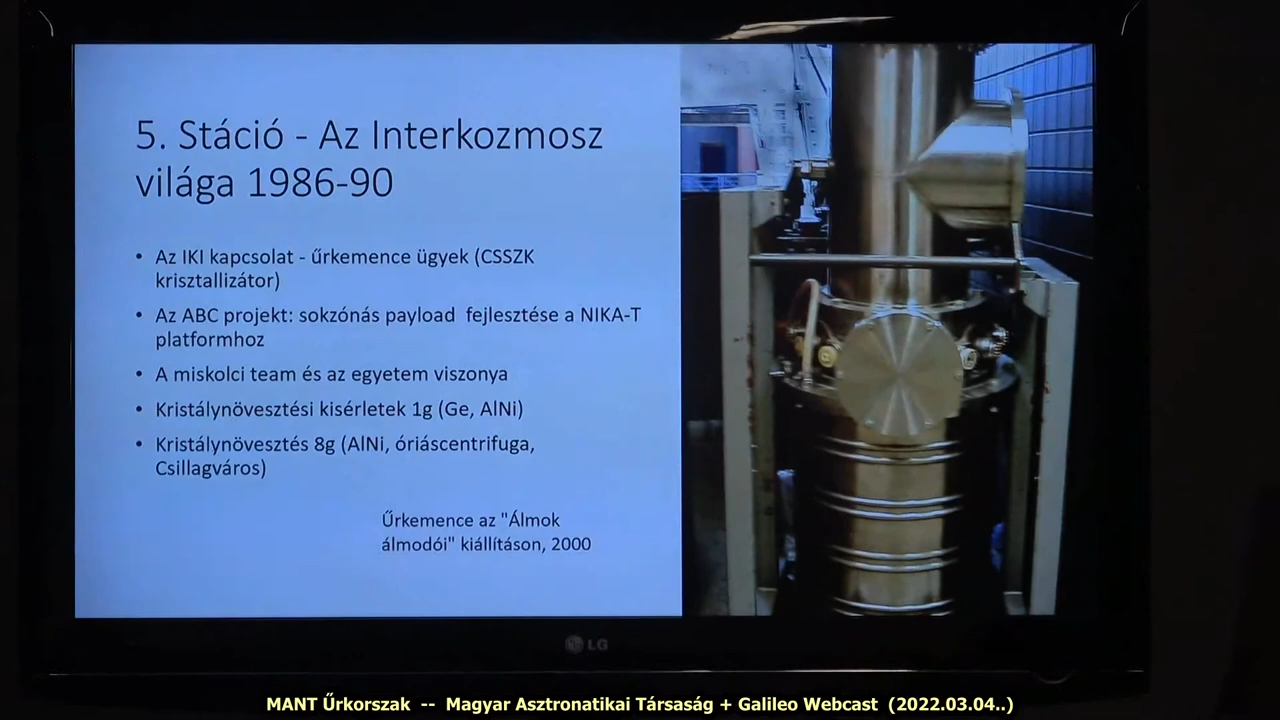 5. Stáció - Az Interkozmosz
világa 1986-90
• Az IKI kapcsolat - űrkemence ügyek (CSSZK
krisztallizátor)
• Az ABC projekt: sokzónás payload  fejlesztése a NIKA-T
platformhoz
• A miskolci team és az egyetem viszonya
• Kristálynövesztési kisérletek 1g (Ge, AlNi)
• Kristálynövesztés 8g (AlNi, óriáscentrifuga,
Csillagváros)
Űrkemence az "Álmok
álmodói" kiállításon, 2000
LG
MANT Űrkorszak -- Magyar Asztronatikai Társaság + Galileo Webcast (2022.03.04..)